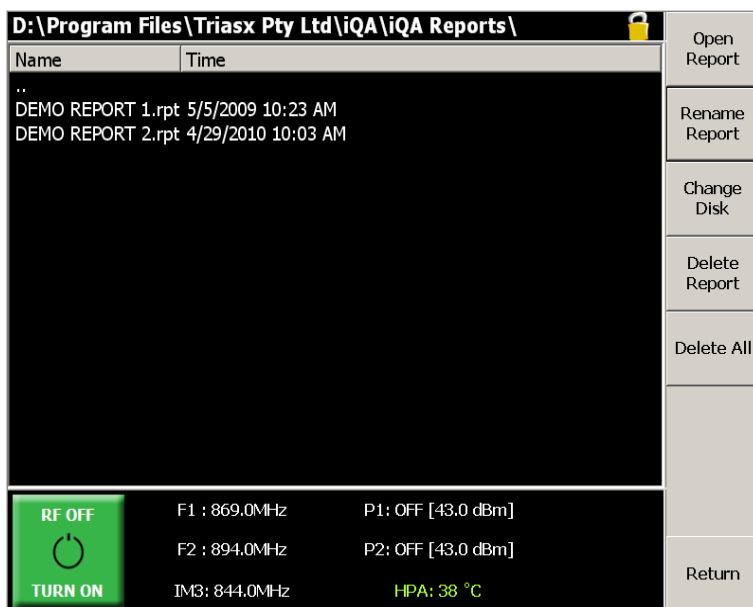 D:\Program Files\Triasx Pty Ltd\iQA\iQA Reports\
Name Time
..
DEMO REPORT 1.rpt 5/5/2009 10:23 AM
DEMO REPORT 2.rpt 4/29/2010 10:03 AM
Open
Report
Rename
Report
Change
Disk
Delete
Report
Delete All
Return
RF OFF
TURN ON
F1 : 869.0MHz P1: OFF [43.0 dBm]
F2 : 894.0MHz P2: OFF [43.0 dBm]
IM3: 844.0MHz HPA: 38 °C